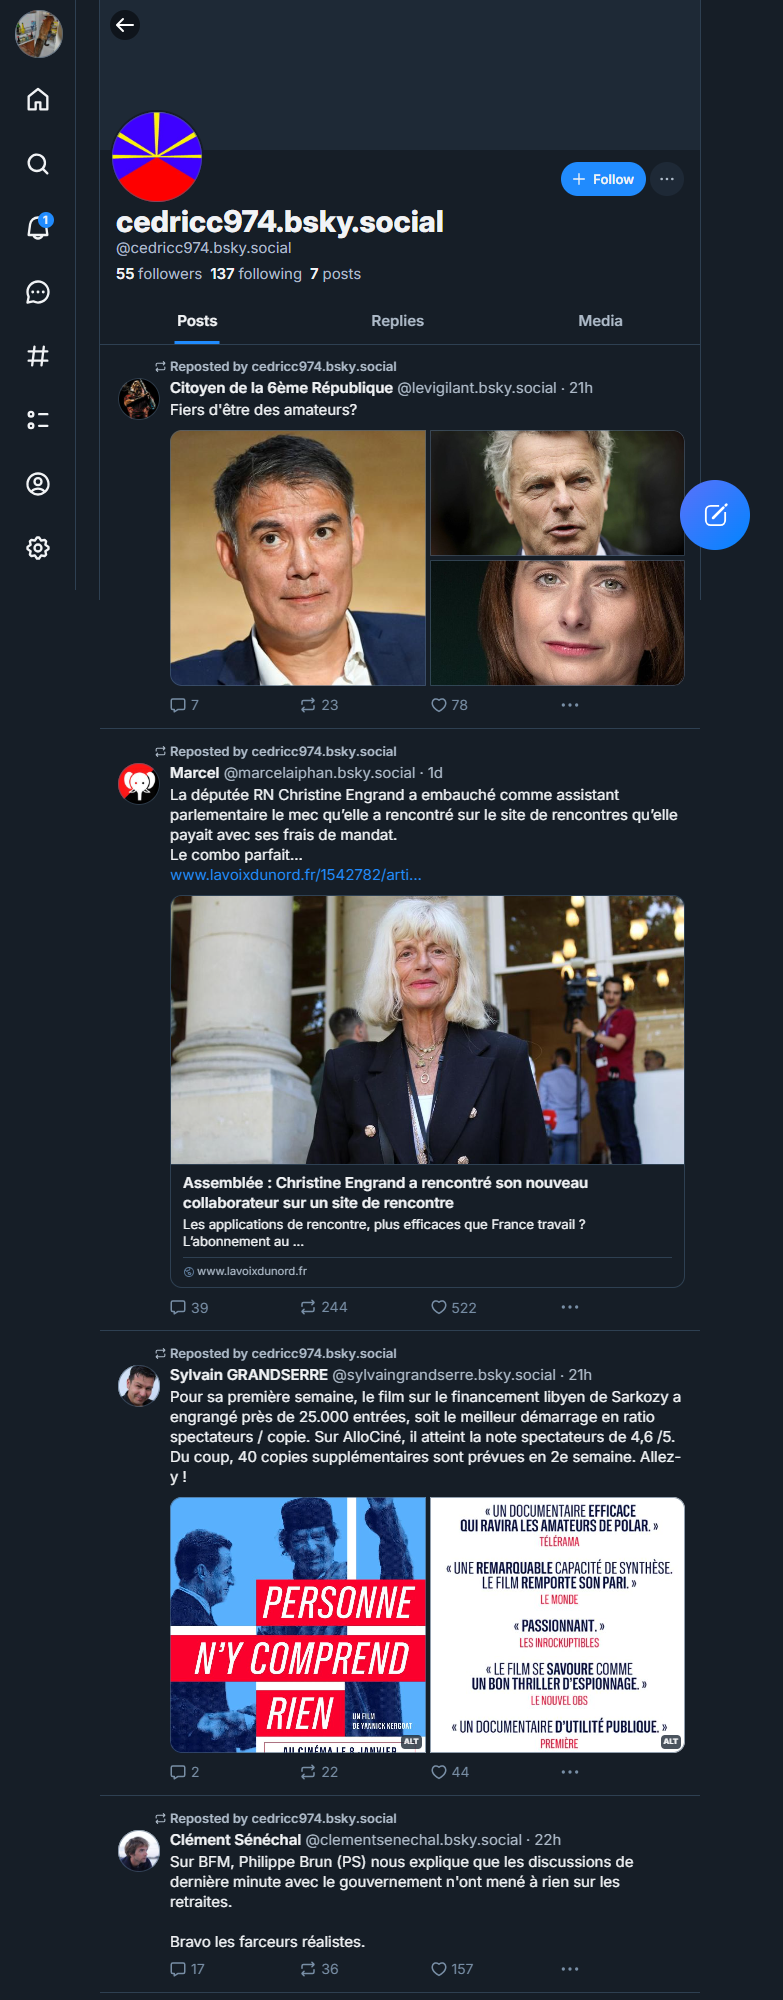 1
+ Follow
cedricc974.bsky.social
@cedricc974.bsky.social
55 followers 137 following 7 posts
Posts
Replies
Media
Reposted by cedricc974.bsky.social
Citoyen de la 6ème République @levigilant.bsky.social · 21h
Fiers d'être des amateurs?
7
23
78
Reposted by cedricc974.bsky.social
Marcel @marcelaiphan.bsky.social · 1d
La députée RN Christine Engrand a embauché comme assistant
parlementaire le mec qu’elle a rencontré sur le site de rencontres qu’elle
payait avec ses frais de mandat.
Le combo parfait...
www.lavoixdunord.fr/1542782/arti...
Assemblée : Christine Engrand a rencontré son nouveau
collaborateur sur un site de rencontre
Les applications de rencontre, plus efficaces que France travail ?
L’abonnement au ...
www.lavoixdunord.fr
39
244
522
Reposted by cedricc974.bsky.social
Sylvain GRANDSERRE @sylvaingrandserre.bsky.social · 21h
Pour sa première semaine, le film sur le financement libyen de Sarkozy a
engrangé près de 25.000 entrées, soit le meilleur démarrage en ratio
spectateurs / copie. Sur AlloCiné, il atteint la note spectateurs de 4,6 /5.
Du coup, 40 copies supplémentaires sont prévues en 2e semaine. Allez-
y !
PERSONNE
N'Y COMPREND
RIEN
UN FILM
DE YANNICK KERGOAT
AU CINÉMA LE 8 JANVIER
ALT
« UN DOCUMENTAIRE EFFICACE
QUI RAVIRA LES AMATEURS DE POLAR. »
TÉLÉRAMA
« UNE REMARQUABLE CAPACITÉ DE SYNTHÈSE.
LE FILM REMPORTE SON PARI. »
LE MONDE
« PASSIONNANT. »
LES INROCKUPTIBLES
« LE FILM SE SAVOURE COMME
UN BON THRILLER D'ESPIONNAGE. »
LE NOUVEL OBS
« UN DOCUMENTAIRE D'UTILITÉ PUBLIQUE. »
PREMIÈRE
ALT
2
22
44
Reposted by cedricc974.bsky.social
Clément Sénéchal @clementsenechal.bsky.social · 22h
Sur BFM, Philippe Brun (PS) nous explique que les discussions de
dernière minute avec le gouvernement n'ont mené à rien sur les
retraites.
Bravo les farceurs réalistes.
17
36
157